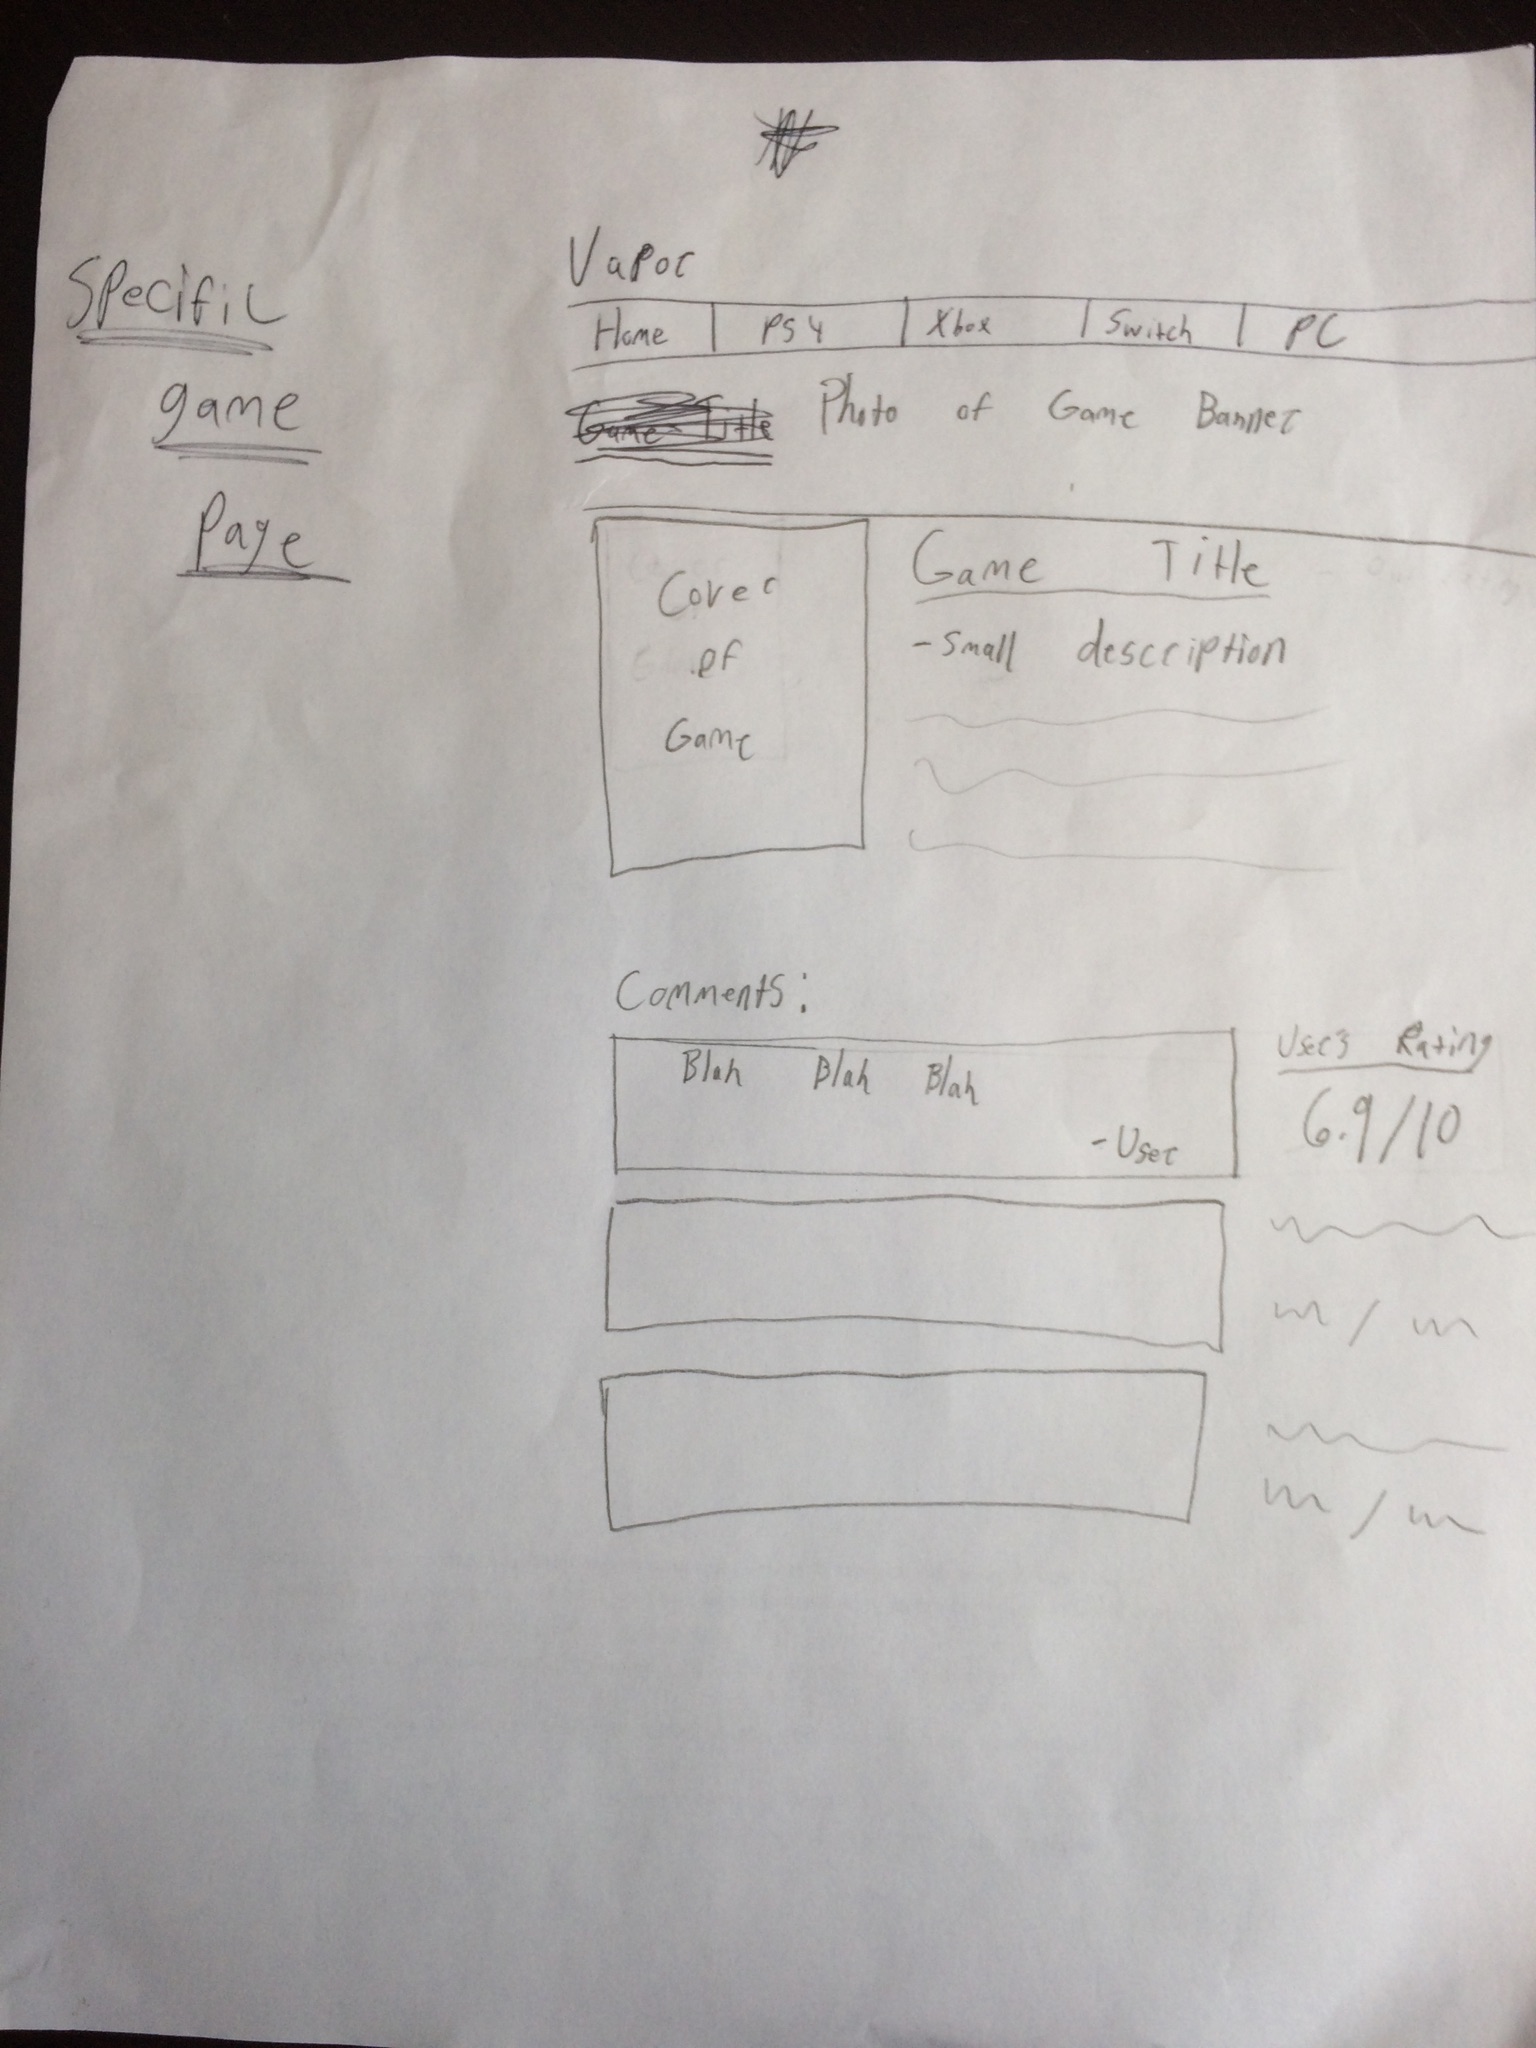 Specific
game
Page
Vapor
Home | PS4 | Xbox | Switch | PC
Game Title
Photo of Game Banner
Cover
of
Game
Game Title
- Small description
Comments:
Blah Blah Blah
- User
Users Rating
6.9/10